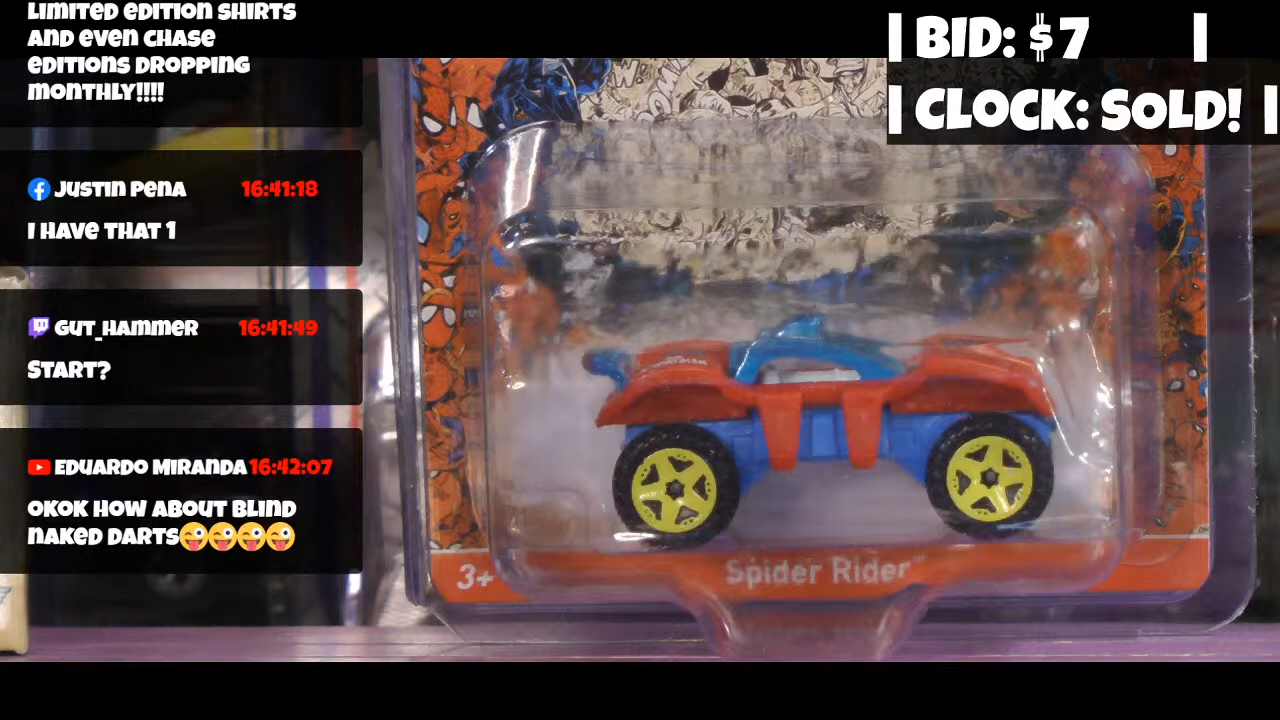 LIMITED EDITION SHIRTS
AND EVEN CHASE
EDITIONS DROPPING
MONTHLY!!!!
JUSTIN PENA 16:41:18
I HAVE THAT 1
GUT_HAMMER 16:41:49
START?
EDUARDO MIRANDA 16:42:07
OKOK HOW ABOUT BLIND
NAKED DARTS😜😜😜😜
| BID: $7 |
| CLOCK: SOLD! |
3+
Spider Rider™